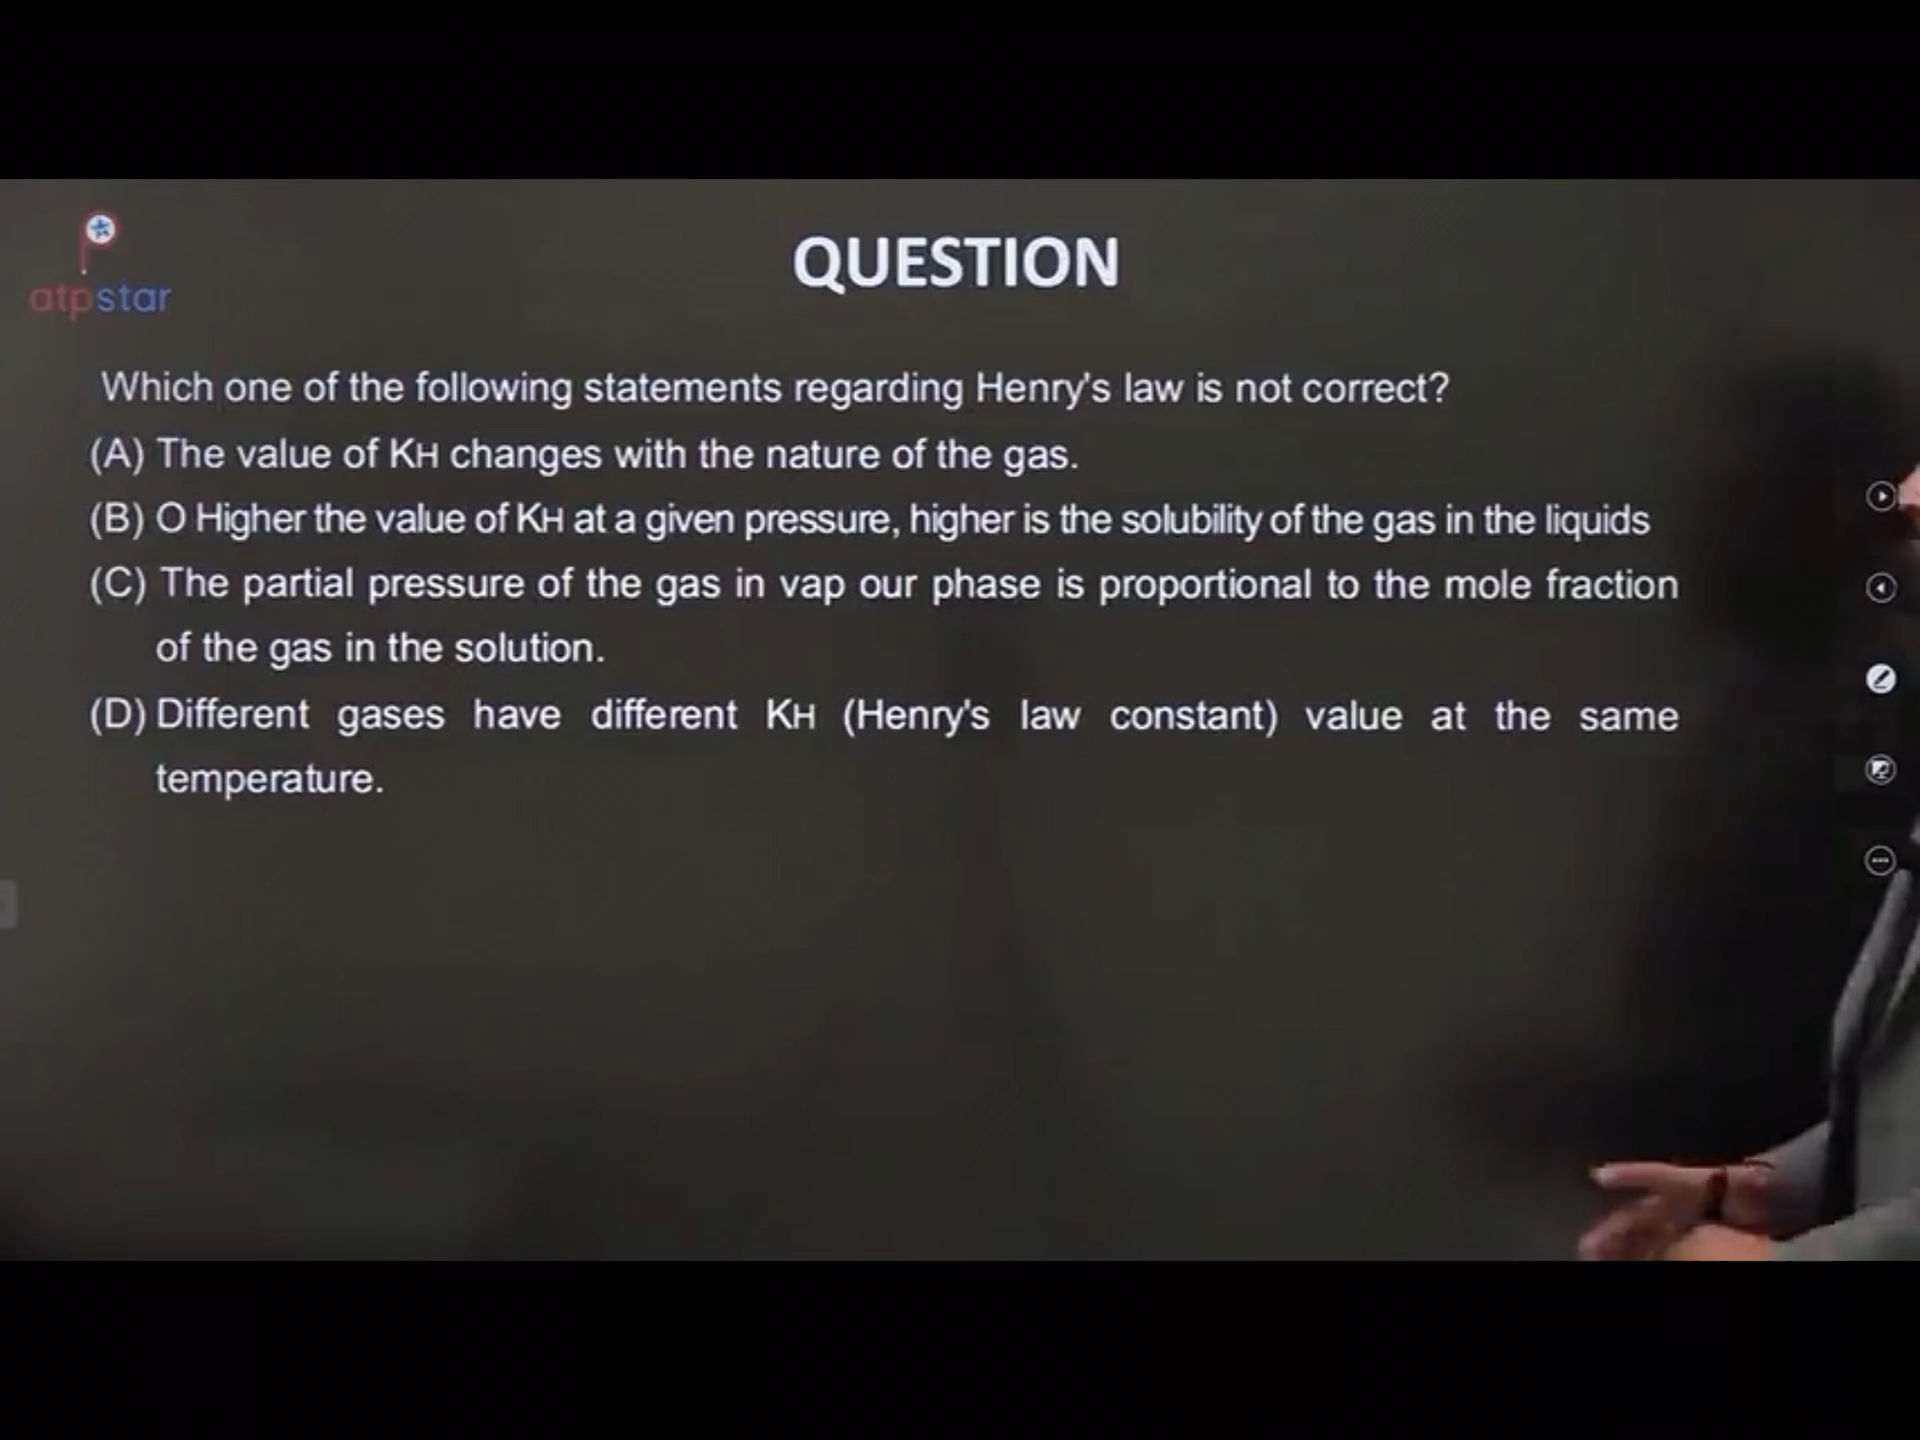 atpstar
QUESTION
Which one of the following statements regarding Henry's law is not correct?
(A) The value of KH changes with the nature of the gas.
(B) O Higher the value of KH at a given pressure, higher is the solubility of the gas in the liquids
(C) The partial pressure of the gas in vap our phase is proportional to the mole fraction
of the gas in the solution.
(D) Different gases have different KH (Henry's law constant) value at the same
temperature.